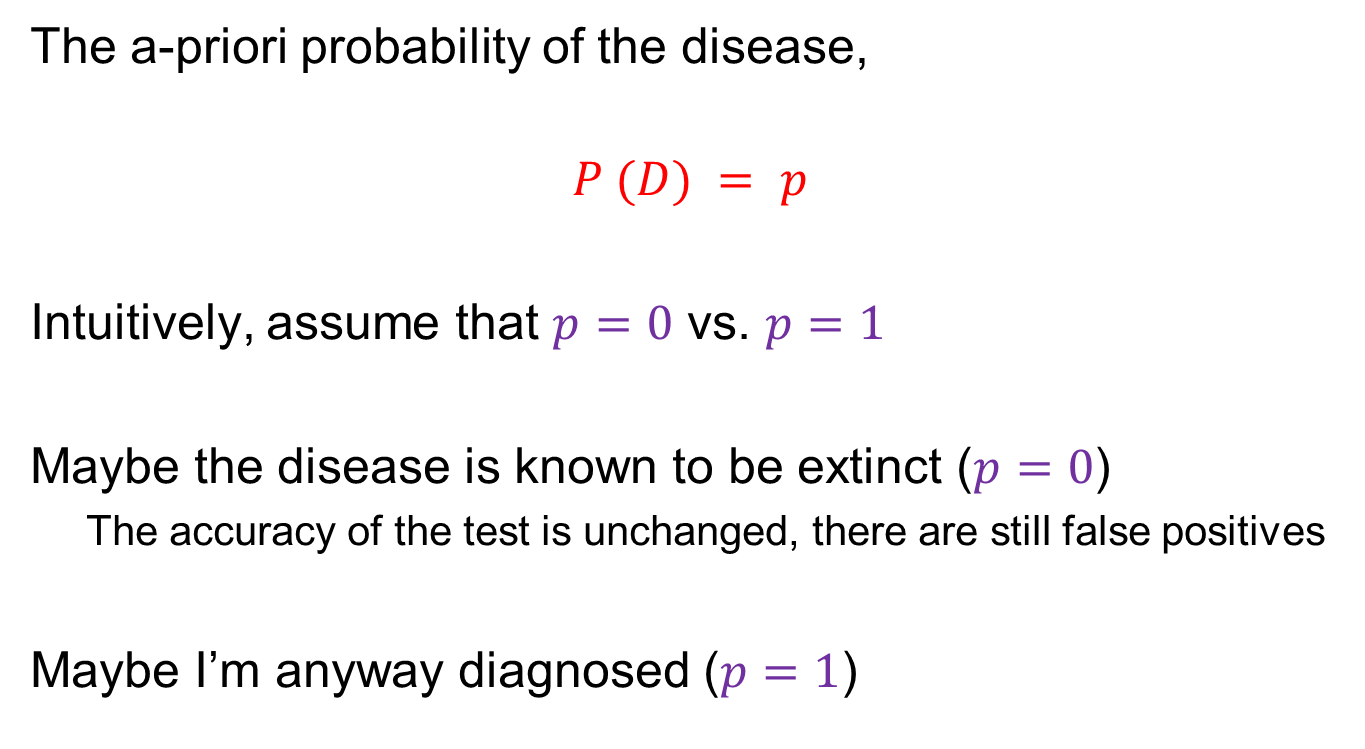 The a-priori probability of the disease,
P (D) = p
Intuitively, assume that p = 0 vs. p = 1
Maybe the disease is known to be extinct (p = 0)
The accuracy of the test is unchanged, there are still false positives
Maybe I’m anyway diagnosed (p = 1)